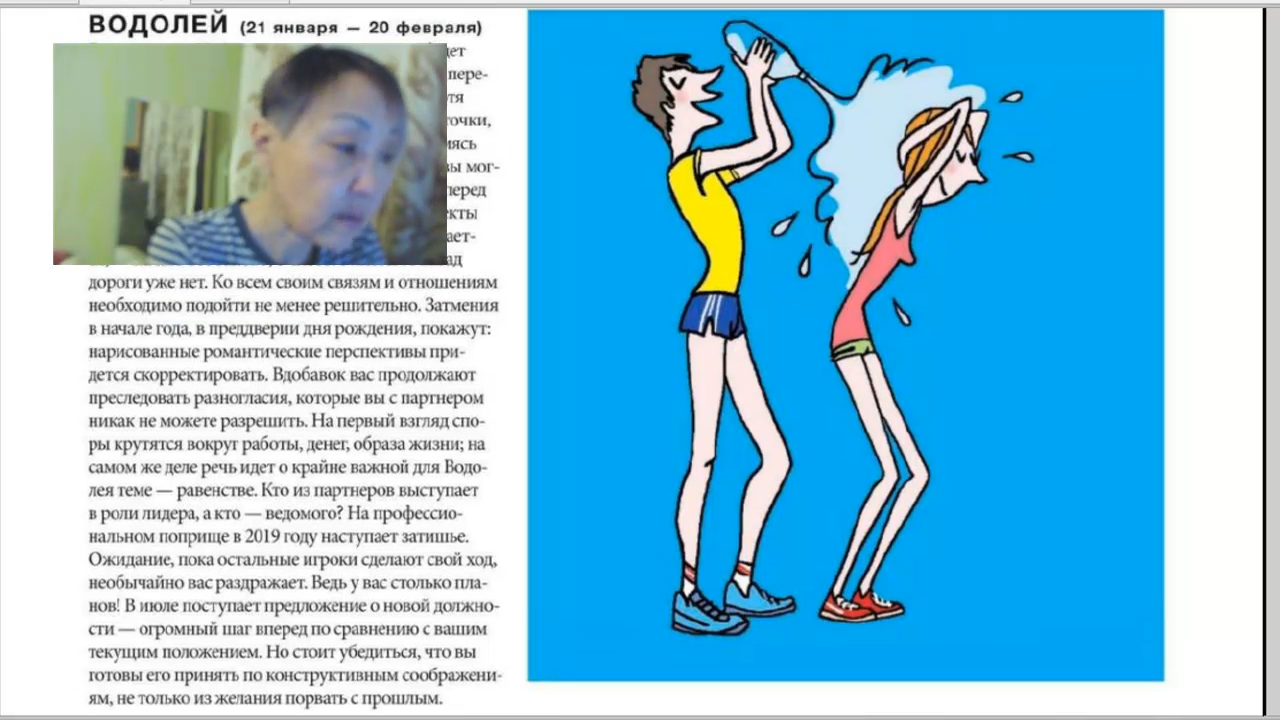 ВОДОЛЕЙ (21 января — 20 февраля)
пере-
точки,
вы мог-
перед
дороги уже нет. Ко всем своим связям и отношениям
необходимо подойти не менее решительно. Затмения
в начале года, в преддверии дня рождения, покажут:
нарисованные романтические перспективы при-
дется скорректировать. Вдобавок вас продолжают
преследовать разногласия, которые вы с партнером
никак не можете разрешить. На первый взгляд спо-
ры крутятся вокруг работы, денег, образа жизни; на
самом же деле речь идет о крайне важной для Водо-
лея теме — равенстве. Кто из партнеров выступает
в роли лидера, а кто — ведомого? На профессио-
нальном поприще в 2019 году наступает затишье.
Ожидание, пока остальные игроки сделают свой ход,
необычайно вас раздражает. Ведь у вас столько пла-
нов! В июле поступает предложение о новой должно-
сти — огромный шаг вперед по сравнению с вашим
текущим положением. Но стоит убедиться, что вы
готовы его принять по конструктивным соображени-
ям, не только из желания порвать с прошлым.